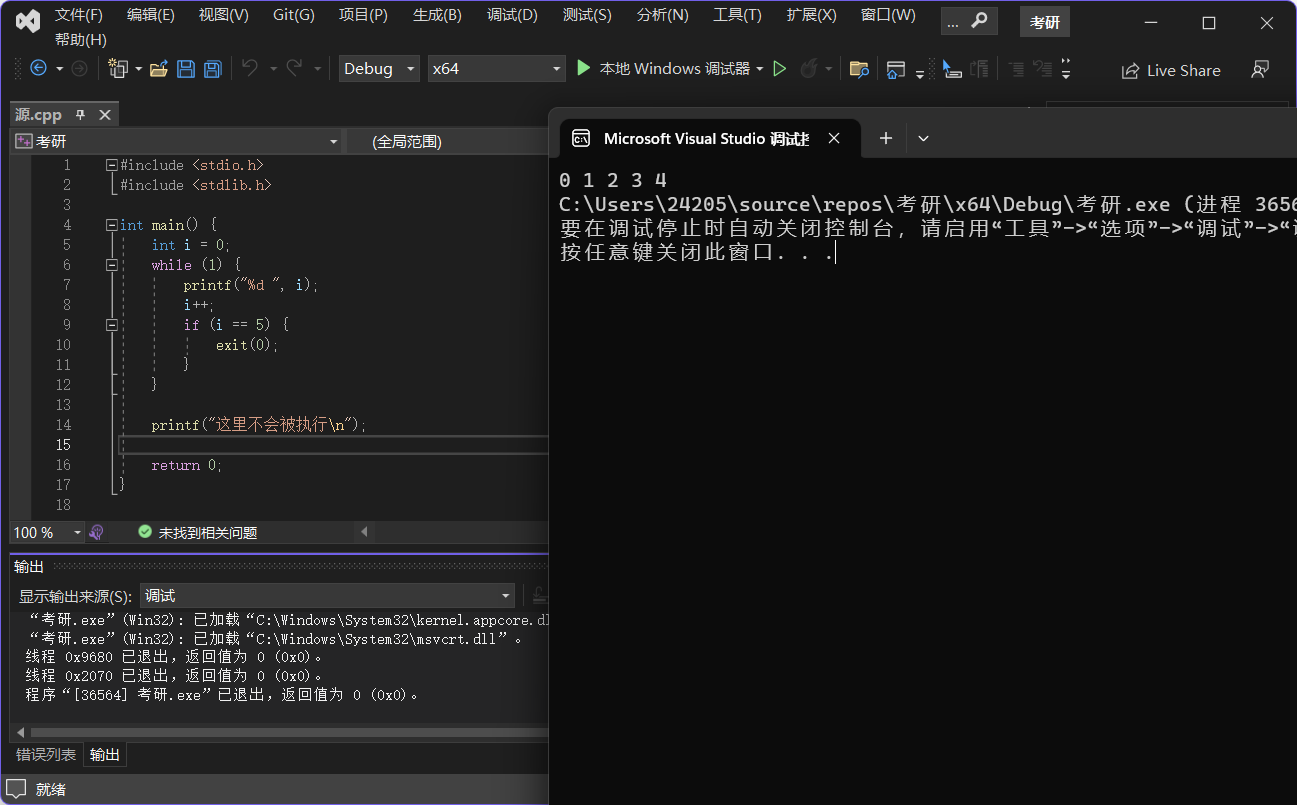 文件(F) 编辑(E) 视图(V) Git(G) 项目(P) 生成(B) 调试(D) 测试(S) 分析(N) 工具(T) 扩展(X) 窗口(W) ... 考研
帮助(H)
Debug x64 本地 Windows 调试器 Live Share
源.cpp
考研 (全局范围)
1 #include <stdio.h>
2 #include <stdlib.h>
3
4 int main() {
5 int i = 0;
6 while (1) {
7 printf("%d ", i);
8 i++;
9 if (i == 5) {
10 exit(0);
11 }
12 }
13
14 printf("这里不会被执行\n");
15
16 return 0;
17 }
18
100 % 未找到相关问题
输出
显示输出来源(S): 调试
“考研.exe”(Win32): 已加载“C:\Windows\System32\kernel.appcore.dl
“考研.exe”(Win32): 已加载“C:\Windows\System32\msvcrt.dll”。
线程 0x9680 已退出，返回值为 0 (0x0)。
线程 0x2070 已退出，返回值为 0 (0x0)。
程序“[36564] 考研.exe”已退出，返回值为 0 (0x0)。
错误列表 输出
就绪
Microsoft Visual Studio 调试
0 1 2 3 4
C:\Users\24205\source\repos\考研\x64\Debug\考研.exe (进程 3656
要在调试停止时自动关闭控制台，请启用“工具”->“选项”->“调试”->“
按任意键关闭此窗口. . .